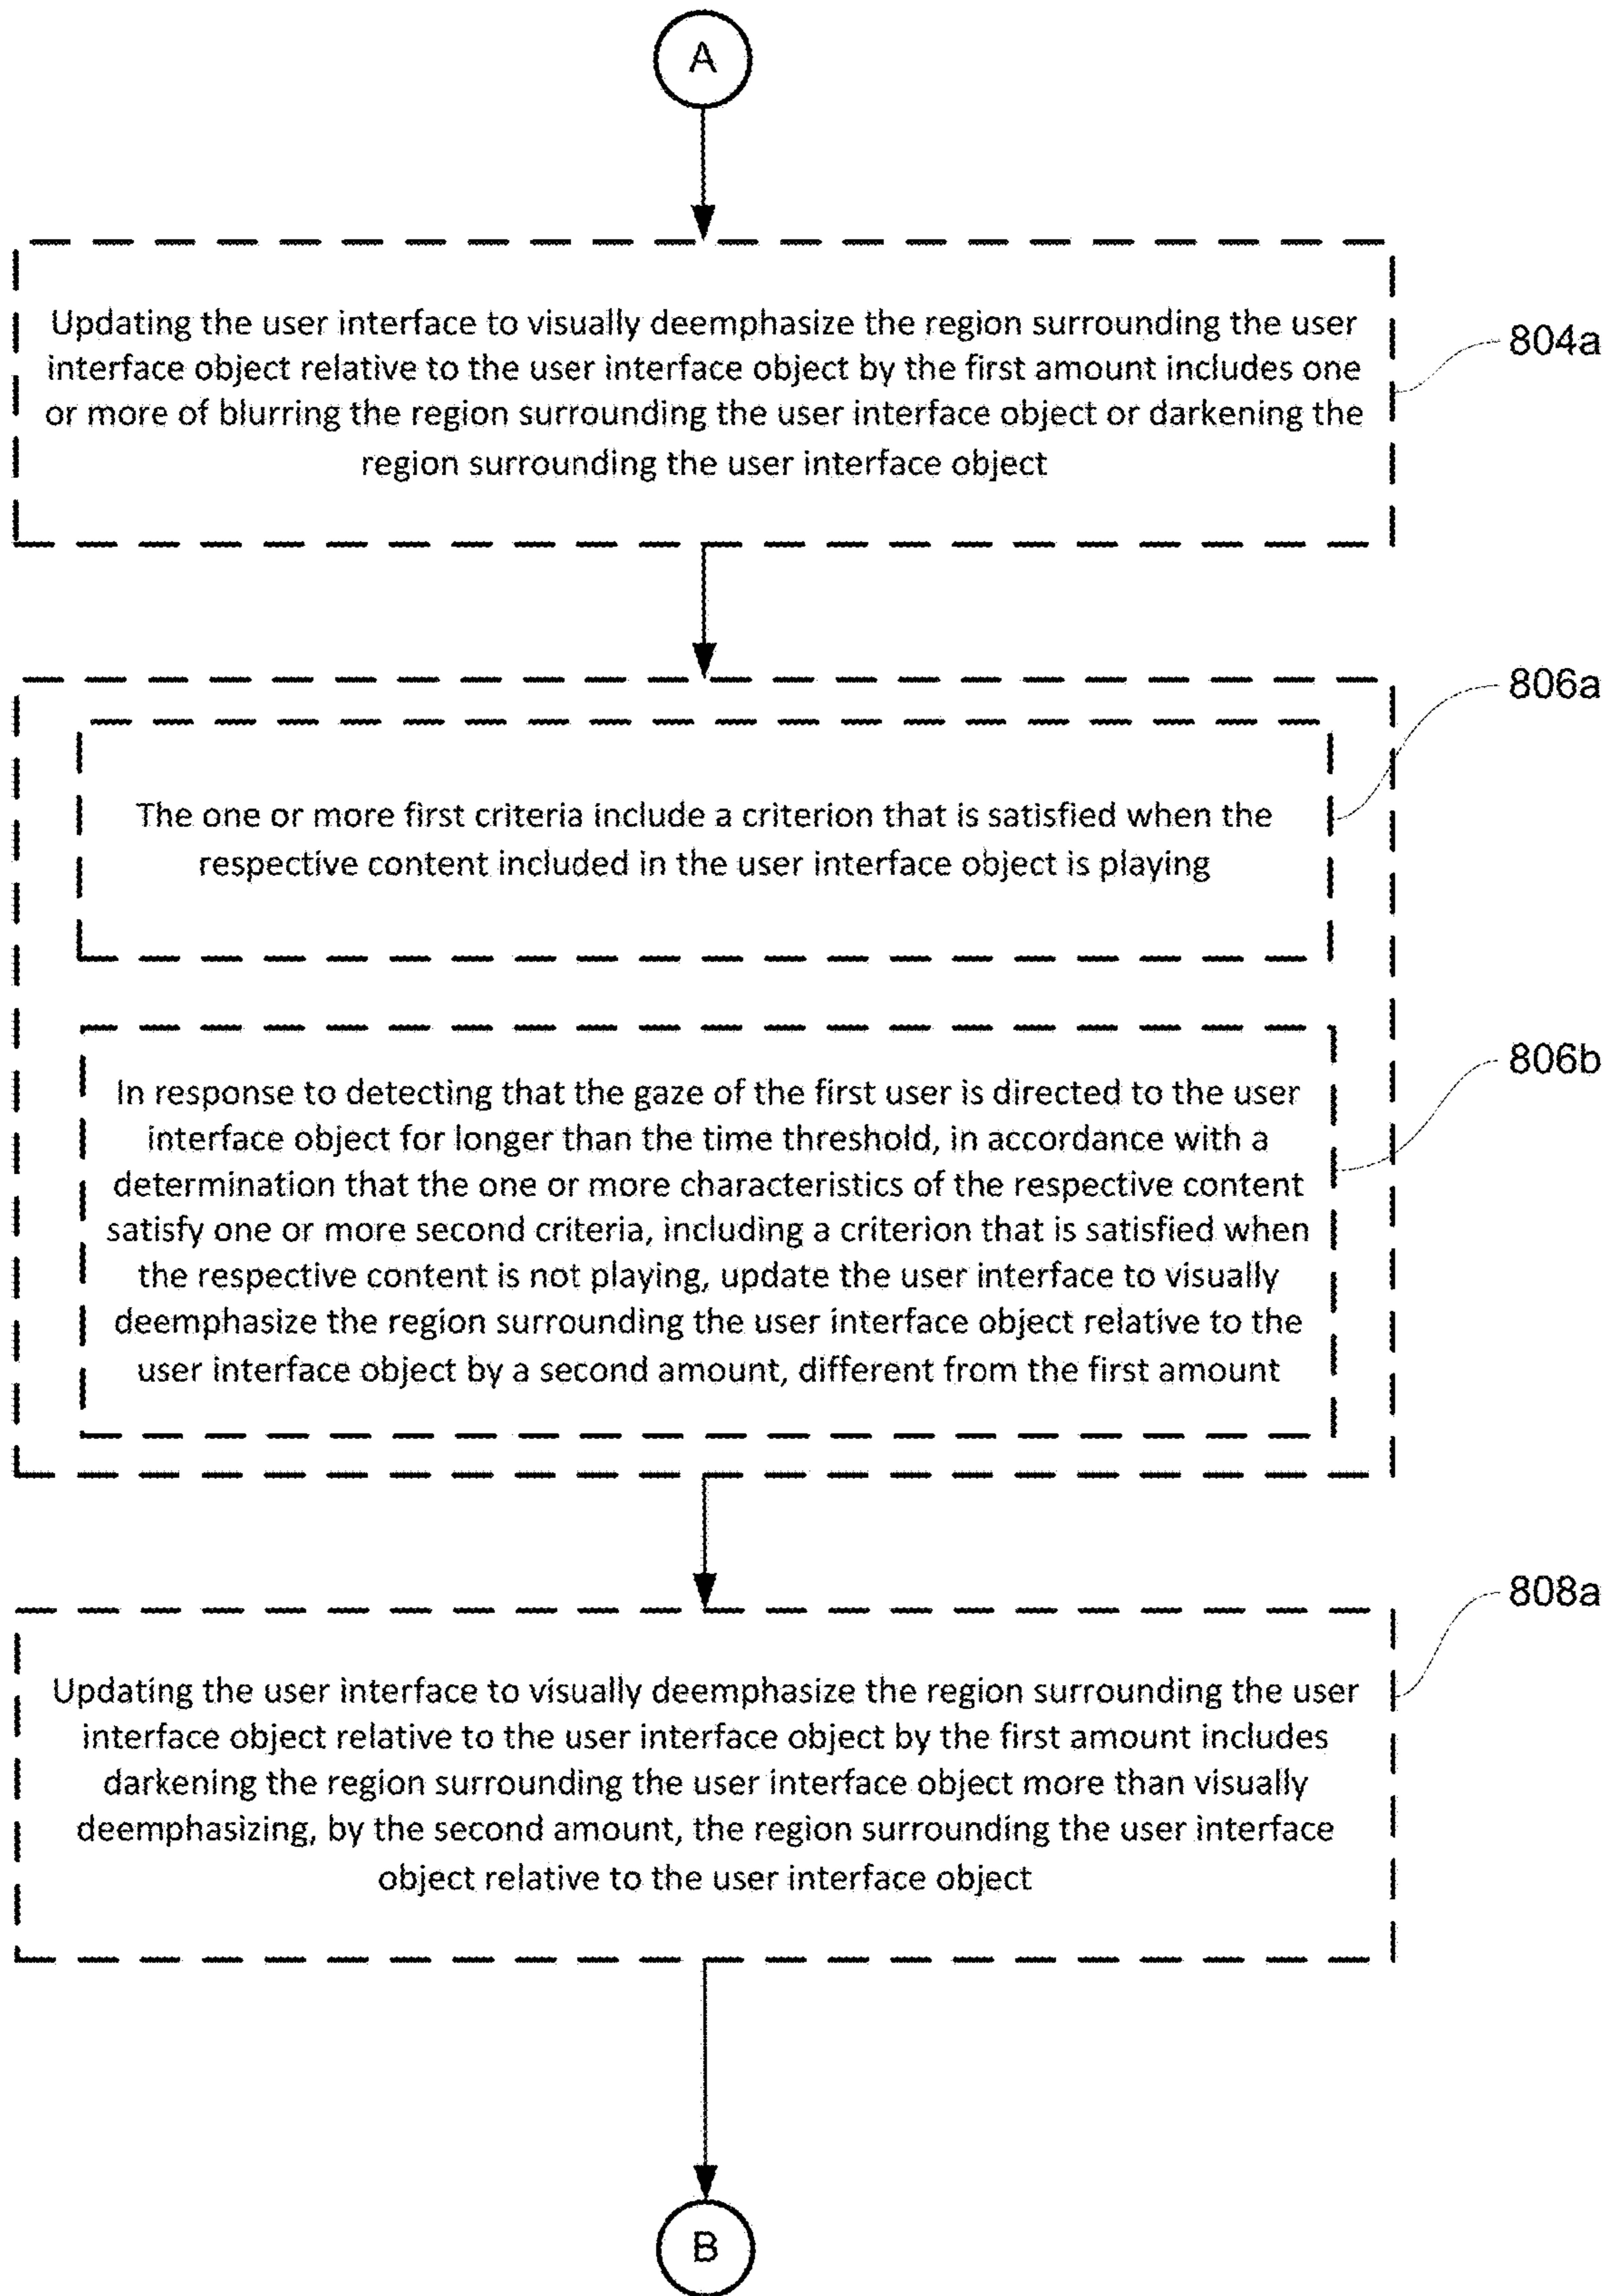 A
Updating the user interface to visually deemphasize the region surrounding the user
interface object relative to the user interface object by the first amount includes one
or more of blurring the region surrounding the user interface object or darkening the
region surrounding the user interface object
804a
806a
The one or more first criteria include a criterion that is satisfied when the
respective content included in the user interface object is playing
806b
In response to detecting that the gaze of the first user is directed to the user
interface object for longer than the time threshold, in accordance with a
determination that the one or more characteristics of the respective content
satisfy one or more second criteria, including a criterion that is satisfied when
the respective content is not playing, update the user interface to visually
deemphasize the region surrounding the user interface object relative to the
user interface object by a second amount, different from the first amount
808a
Updating the user interface to visually deemphasize the region surrounding the user
interface object relative to the user interface object by the first amount includes
darkening the region surrounding the user interface object more than visually
deemphasizing, by the second amount, the region surrounding the user interface
object relative to the user interface object
B